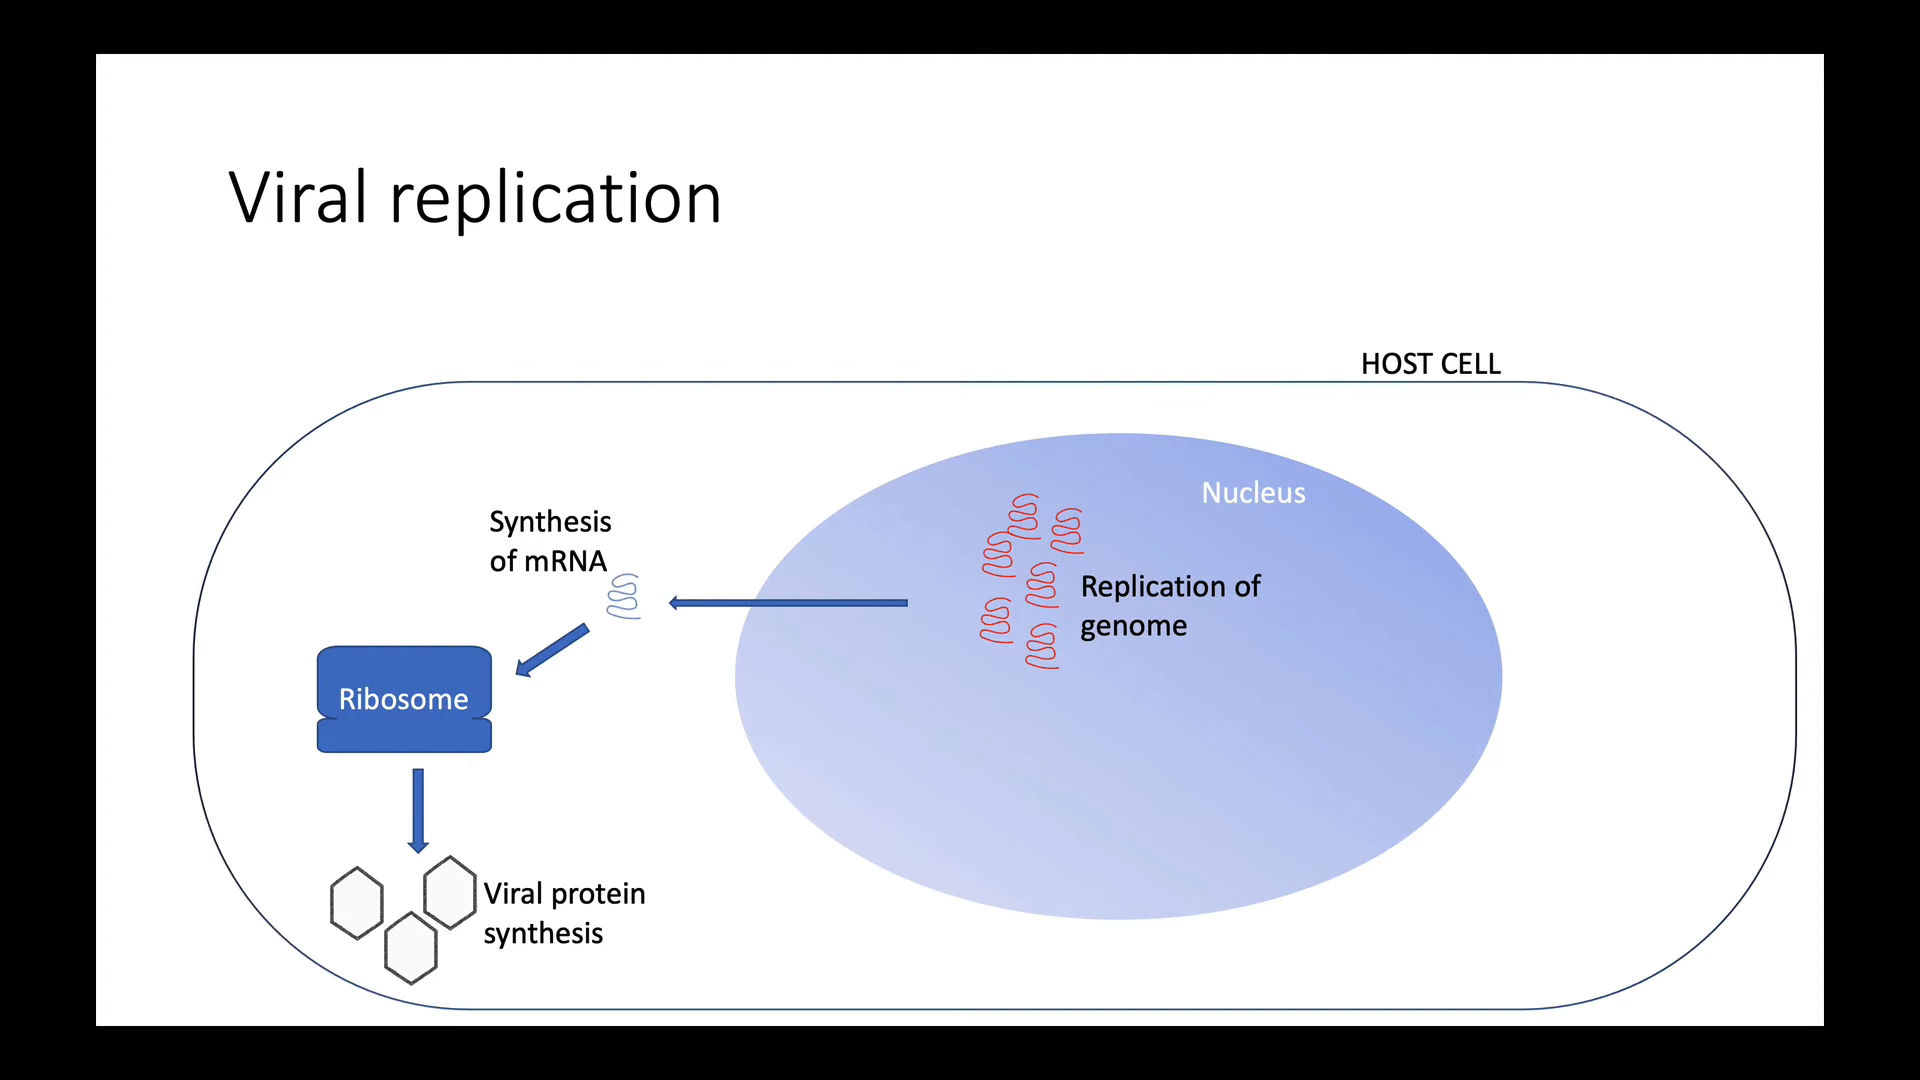 Viral replication
HOST CELL
Nucleus
Synthesis
of mRNA
Replication of
genome
Ribosome
Viral protein
synthesis